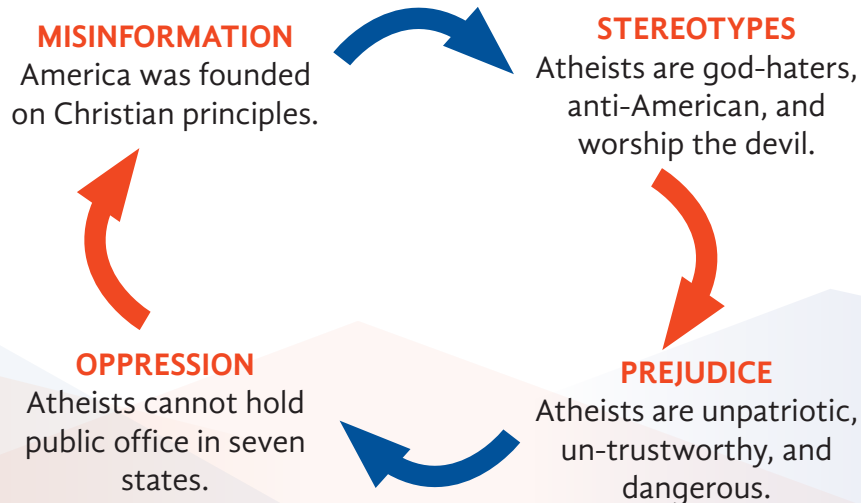 MISINFORMATION
America was founded
on Christian principles.
STEREOTYPES
Atheists are god-haters,
anti-American, and
worship the devil.
OPPRESSION
Atheists cannot hold
public office in seven
states.
PREJUDICE
Atheists are unpatriotic,
un-trustworthy, and
dangerous.